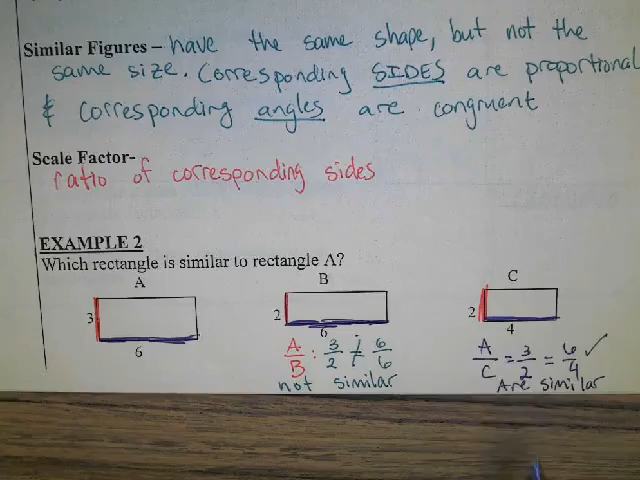 Similar Figures – have the same shape, but not the
same size. Corresponding SIDES are proportional
& corresponding angles are congruent
Scale Factor-
ratio of corresponding sides
EXAMPLE 2
Which rectangle is similar to rectangle A?
A B C
3 2 2
6 6 4
A/B : 3/2 ≠ 6/6
not similar
A/C = 3/2 = 6/4 ✓
Are similar